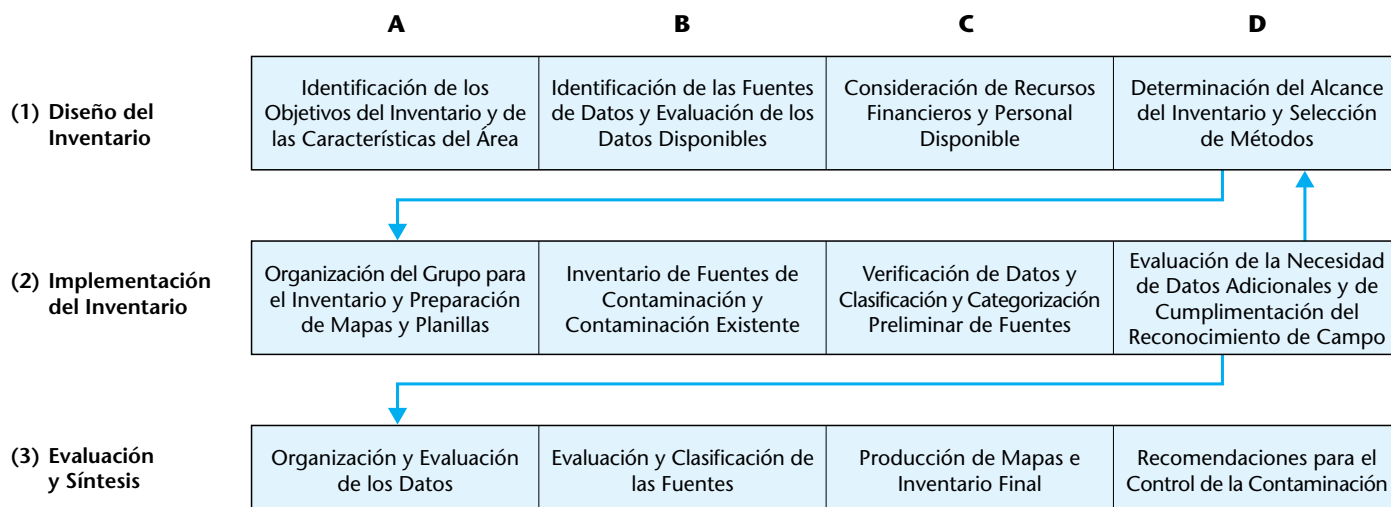 A B C D
(1) Diseño del
Inventario
Identificación de los
Objetivos del Inventario y de
las Características del Área
Identificación de las Fuentes
de Datos y Evaluación de los
Datos Disponibles
Consideración de Recursos
Financieros y Personal
Disponible
Determinación del Alcance
del Inventario y Selección
de Métodos
(2) Implementación
del Inventario
Organización del Grupo para
el Inventario y Preparación
de Mapas y Planillas
Inventario de Fuentes de
Contaminación y
Contaminación Existente
Verificación de Datos y
Clasificación y Categorización
Preliminar de Fuentes
Evaluación de la Necesidad
de Datos Adicionales y de
Cumplimentación del
Reconocimiento de Campo
(3) Evaluación
y Síntesis
Organización y Evaluación
de los Datos
Evaluación y Clasificación de
las Fuentes
Producción de Mapas e
Inventario Final
Recomendaciones para el
Control de la Contaminación